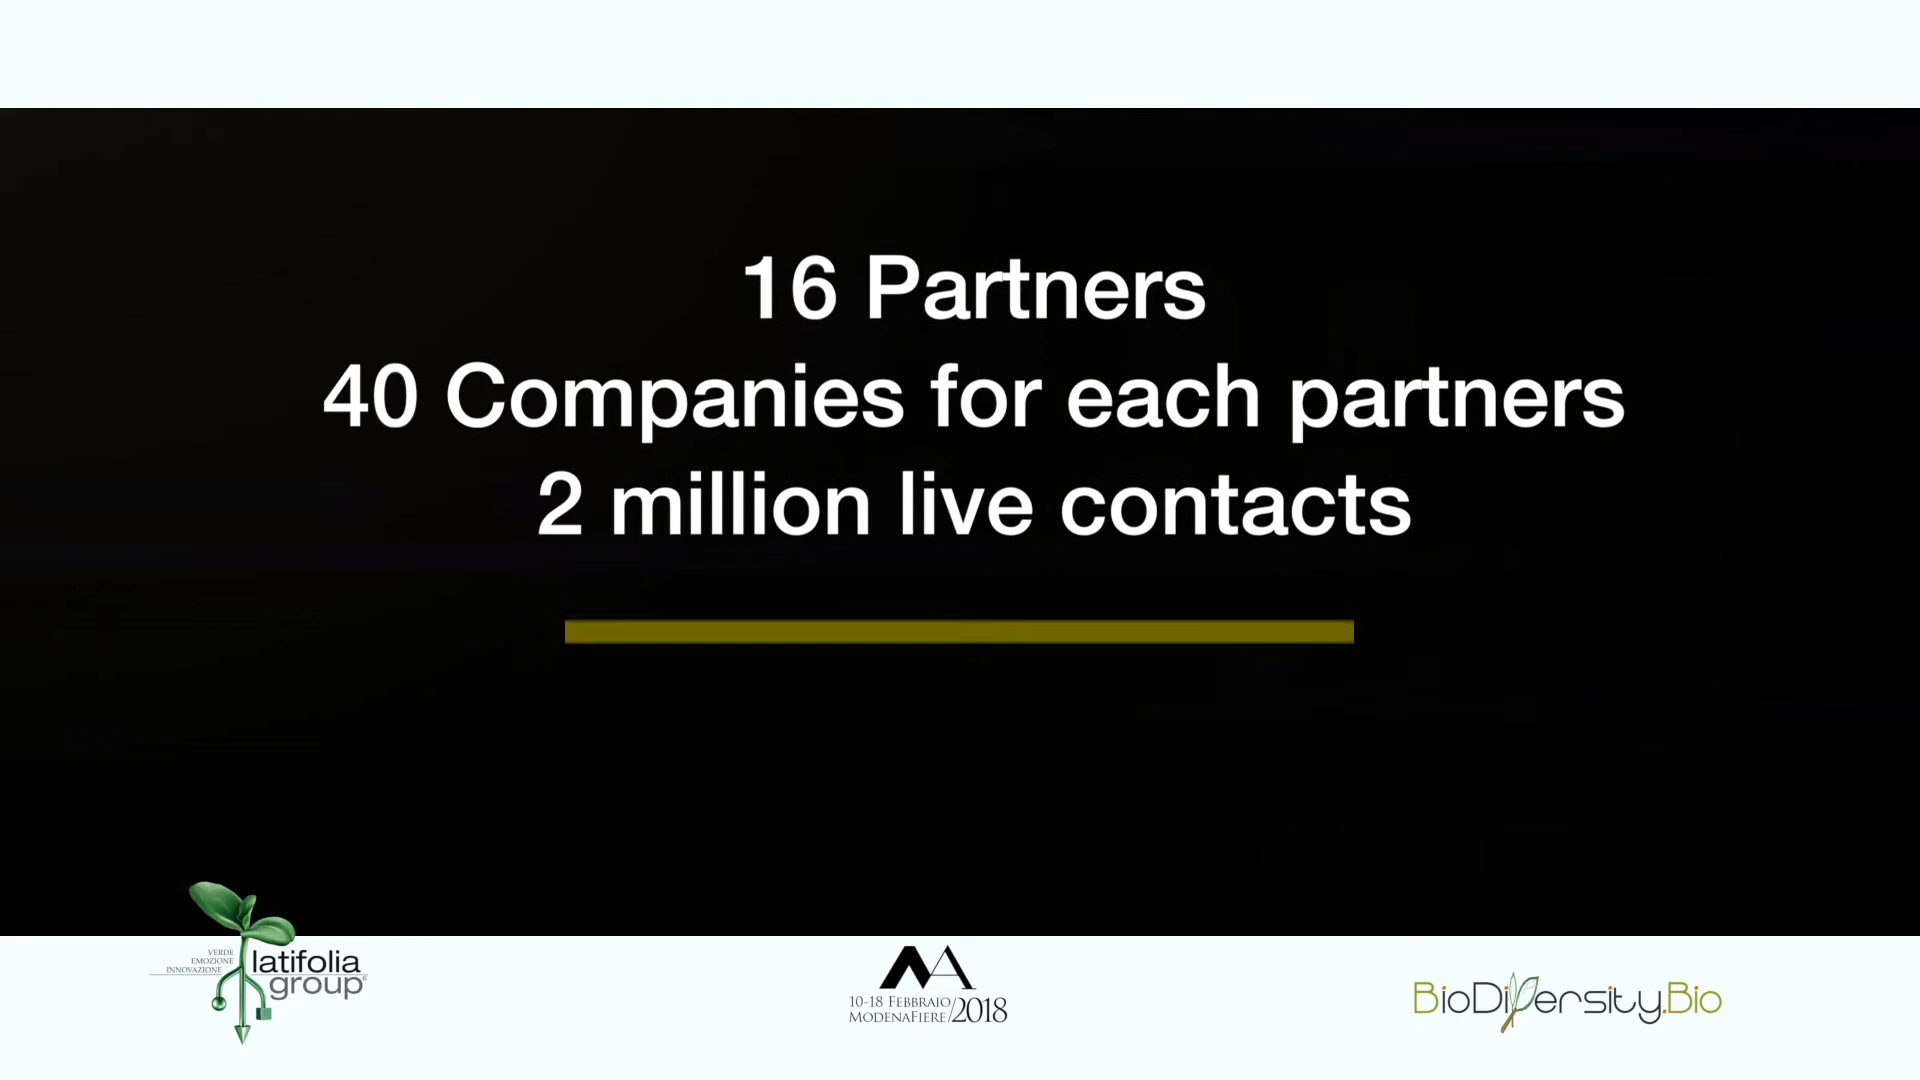 16 Partners
40 Companies for each partners
2 million live contacts
VERDE
EMOZIONE
INNOVAZIONE
latifolia
group®
MA
10-18 FEBBRAIO
MODENAFIERE/2018
BioDiVersity.Bio